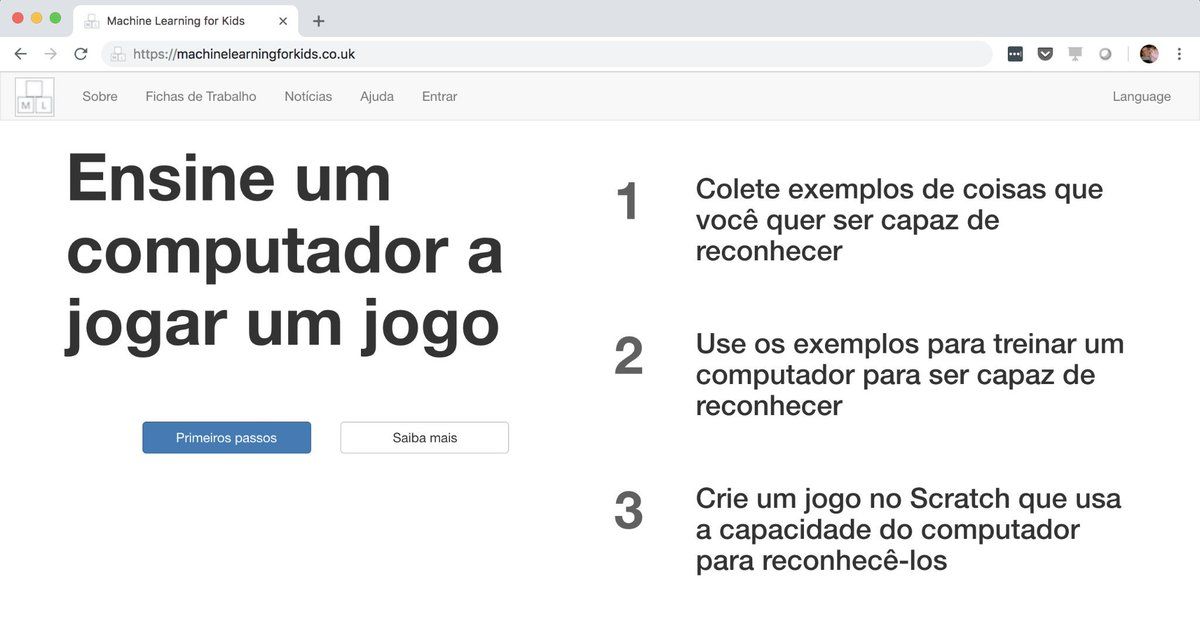 Machine Learning for Kids
https://machinelearningforkids.co.uk
M L
Sobre
Fichas de Trabalho
Notícias
Ajuda
Entrar
Language
Ensine um
computador a
jogar um jogo
Primeiros passos
Saiba mais
1
Colete exemplos de coisas que
você quer ser capaz de
reconhecer
2
Use os exemplos para treinar um
computador para ser capaz de
reconhecer
3
Crie um jogo no Scratch que usa
a capacidade do computador
para reconhecê-los